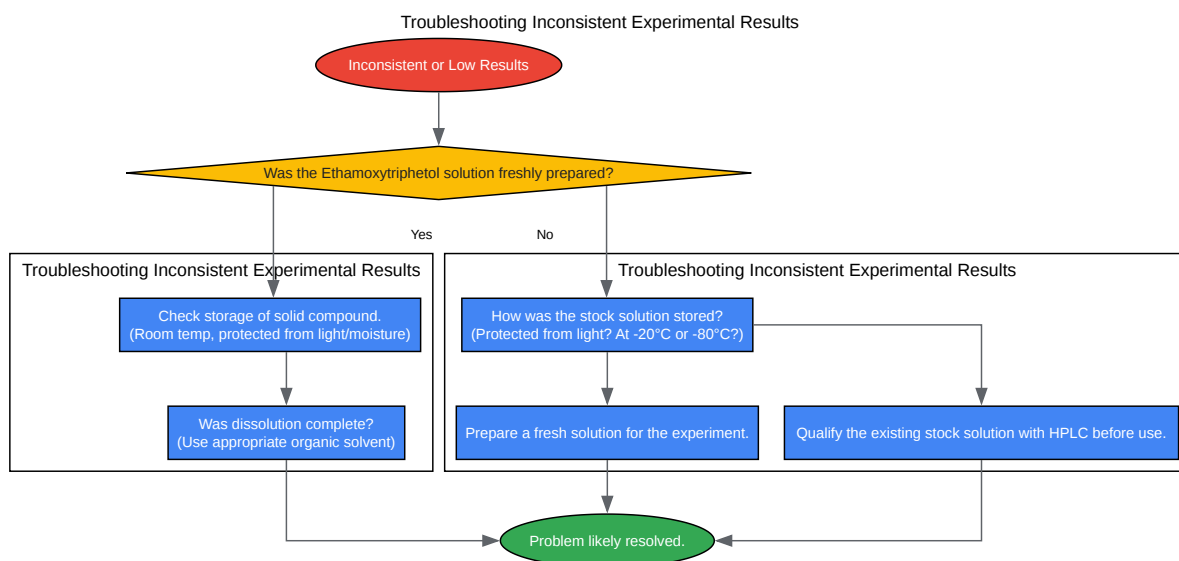 Troubleshooting Inconsistent Experimental Results
Inconsistent or Low Results
Was the Ethamoxytriphetol solution freshly prepared?
Yes
No
Troubleshooting Inconsistent Experimental Results
Check storage of solid compound.
(Room temp, protected from light/moisture)
Was dissolution complete?
(Use appropriate organic solvent)
Troubleshooting Inconsistent Experimental Results
How was the stock solution stored?
(Protected from light? At -20°C or -80°C?)
Prepare a fresh solution for the experiment.
Qualify the existing stock solution with HPLC before use.
Problem likely resolved.